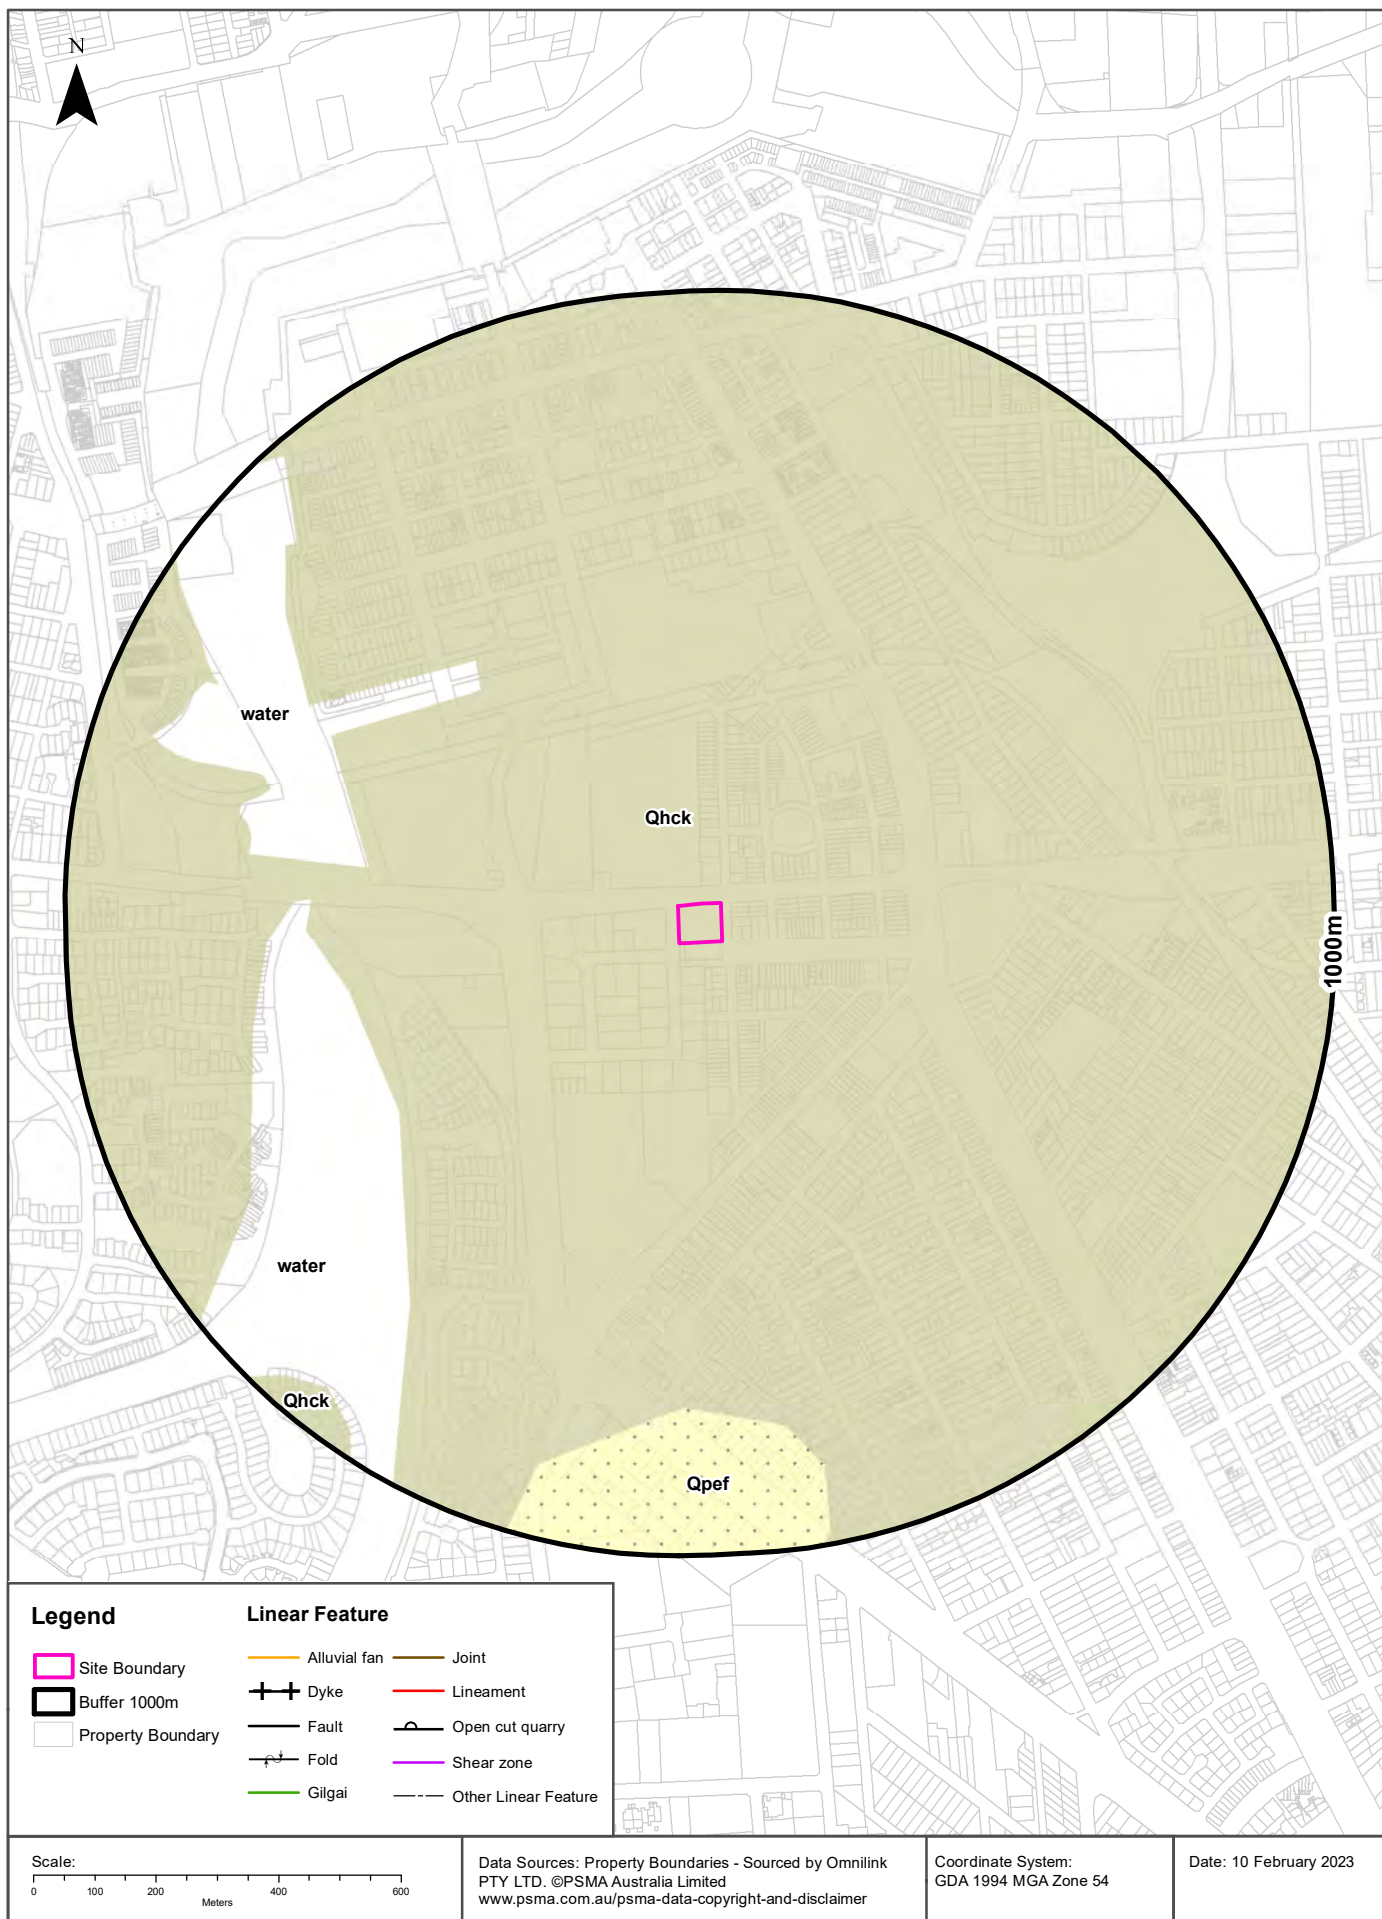 N
water
Qhck
1000m
water
Qhck
Qpef
Legend
Site Boundary
Buffer 1000m
Property Boundary
Linear Feature
Alluvial fan
Dyke
Fault
Fold
Gilgai
Joint
Lineament
Open cut quarry
Shear zone
Other Linear Feature
Scale:
0 100 200 400 600
Meters
Data Sources: Property Boundaries - Sourced by Omnilink
PTY LTD. ©PSMA Australia Limited
www.psma.com.au/psma-data-copyright-and-disclaimer
Coordinate System:
GDA 1994 MGA Zone 54
Date: 10 February 2023